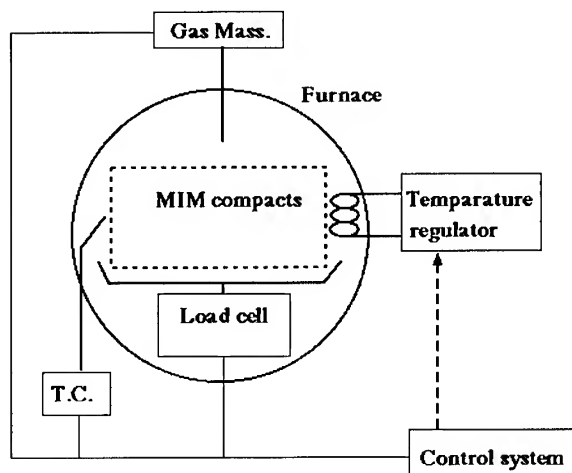 Gas Mass.
Furnace
MIM compacts
Temparature
regulator
Load cell
T.C.
Control system